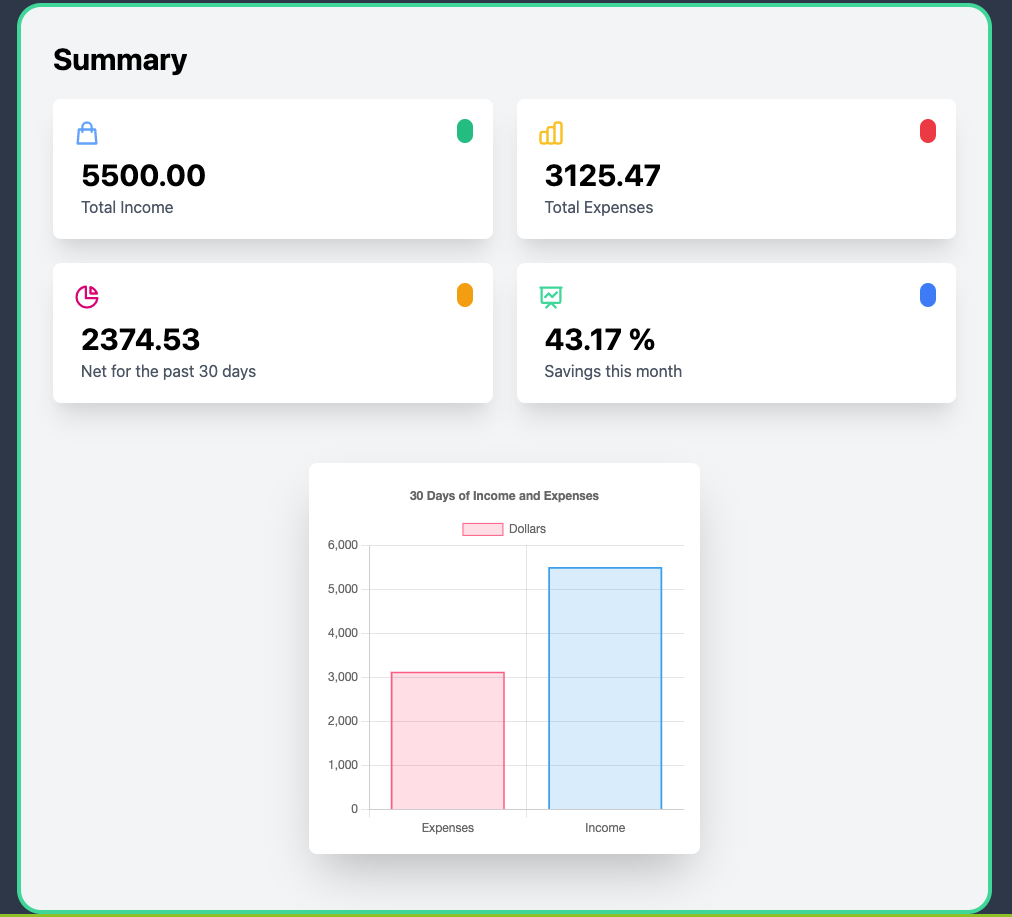 Summary
5500.00
Total Income
3125.47
Total Expenses
2374.53
Net for the past 30 days
43.17 %
Savings this month
30 Days of Income and Expenses
Dollars
6,000
5,000
4,000
3,000
2,000
1,000
0
Expenses
Income